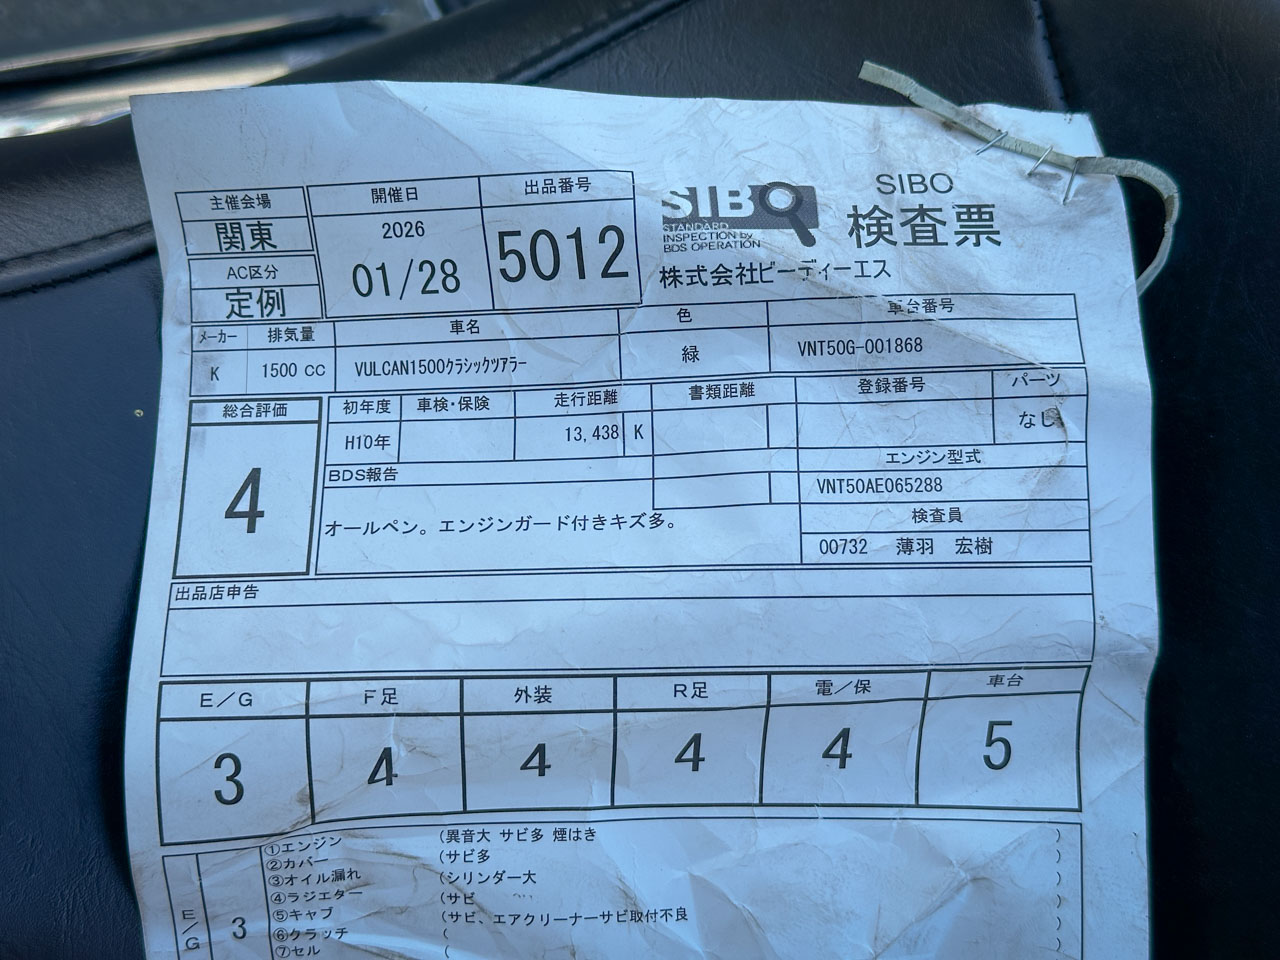 主催会場
関東
AC区分
定例
開催日
2026
01/28
出品番号
5012
SIBO
STANDARD
INSPECTION by
BDS OPERATION
株式会社ビーディーエス
SIBO
検査票
メーカー 排気量 車名 色 車台番号
K 1500 CC VULCAN1500クラシックツアラー 緑 VNT50G-001868
総合評価 初年度 車検・保険 走行距離 書類距離 登録番号 パーツ
4 H10年 13,438 K なし
BDS報告 エンジン型式
VNT50AE065288
オールペン。エンジンガード付きキズ多。
検査員
00732 薄羽 宏樹
出品店申告
E/G F足 外装 R足 電/保 車台
3 4 4 4 4 5
E/G 3
①エンジン (異音大 サビ多 煙はき )
②カバー (サビ多 )
③オイル漏れ (シリンダー大 )
④ラジエター (サビ )
⑤キャブ (サビ、エアクリーナーサビ取付不良 )
⑥クラッチ ( )
⑦セル ( )